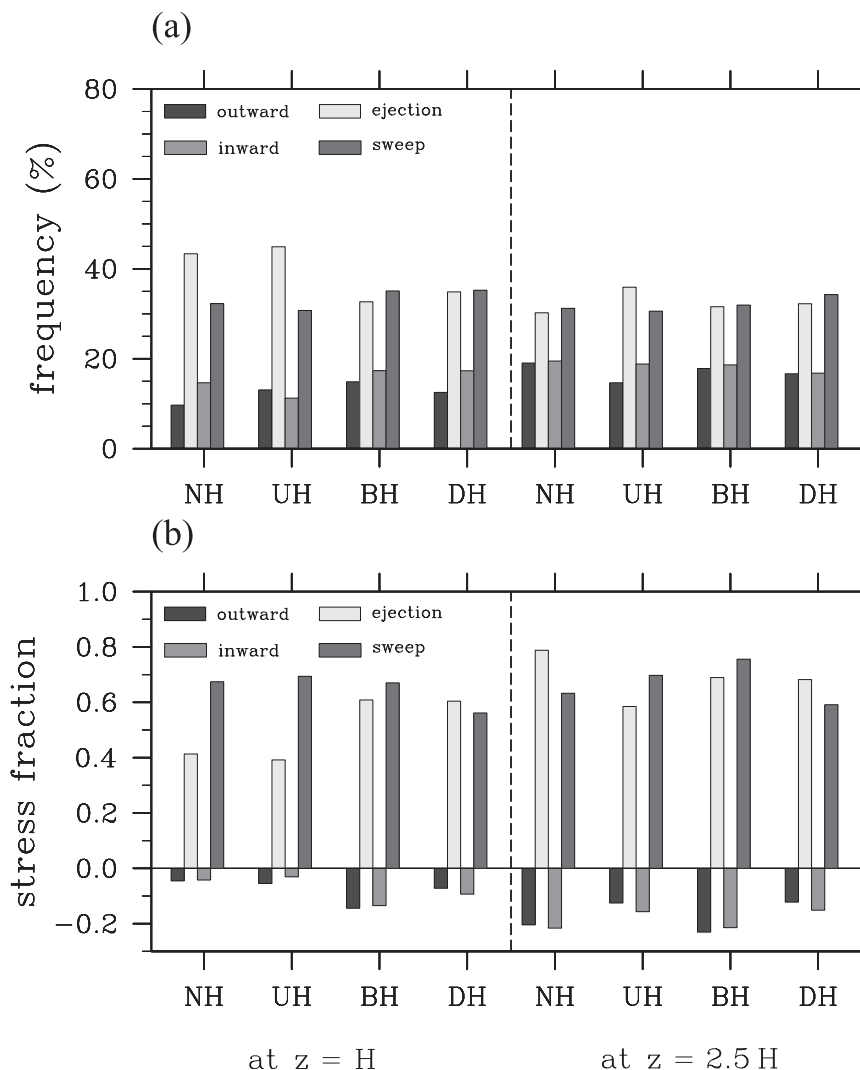 (a)
80
60
40
20
0
frequency (%)
outward
ejection
inward
sweep
NH UH BH DH NH UH BH DH
(b)
1.0
0.8
0.6
0.4
0.2
0.0
−0.2
stress fraction
outward
ejection
inward
sweep
NH UH BH DH NH UH BH DH
at z = H
at z = 2.5 H